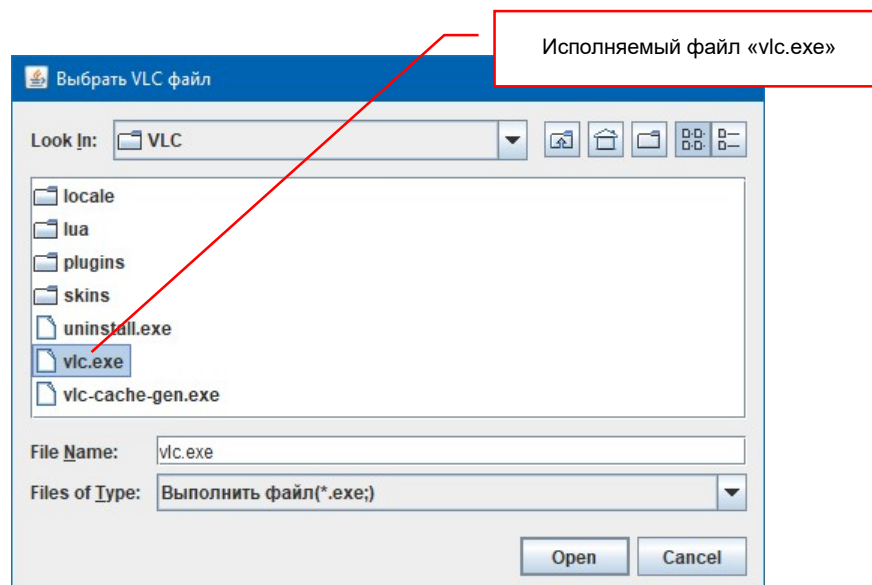 Исполняемый файл «vlc.exe»
Выбрать VLC файл
Look In: VLC
locale
lua
plugins
skins
uninstall.exe
vlc.exe
vlc-cache-gen.exe
File Name: vlc.exe
Files of Type: Выполнить файл(*.exe;)
Open Cancel